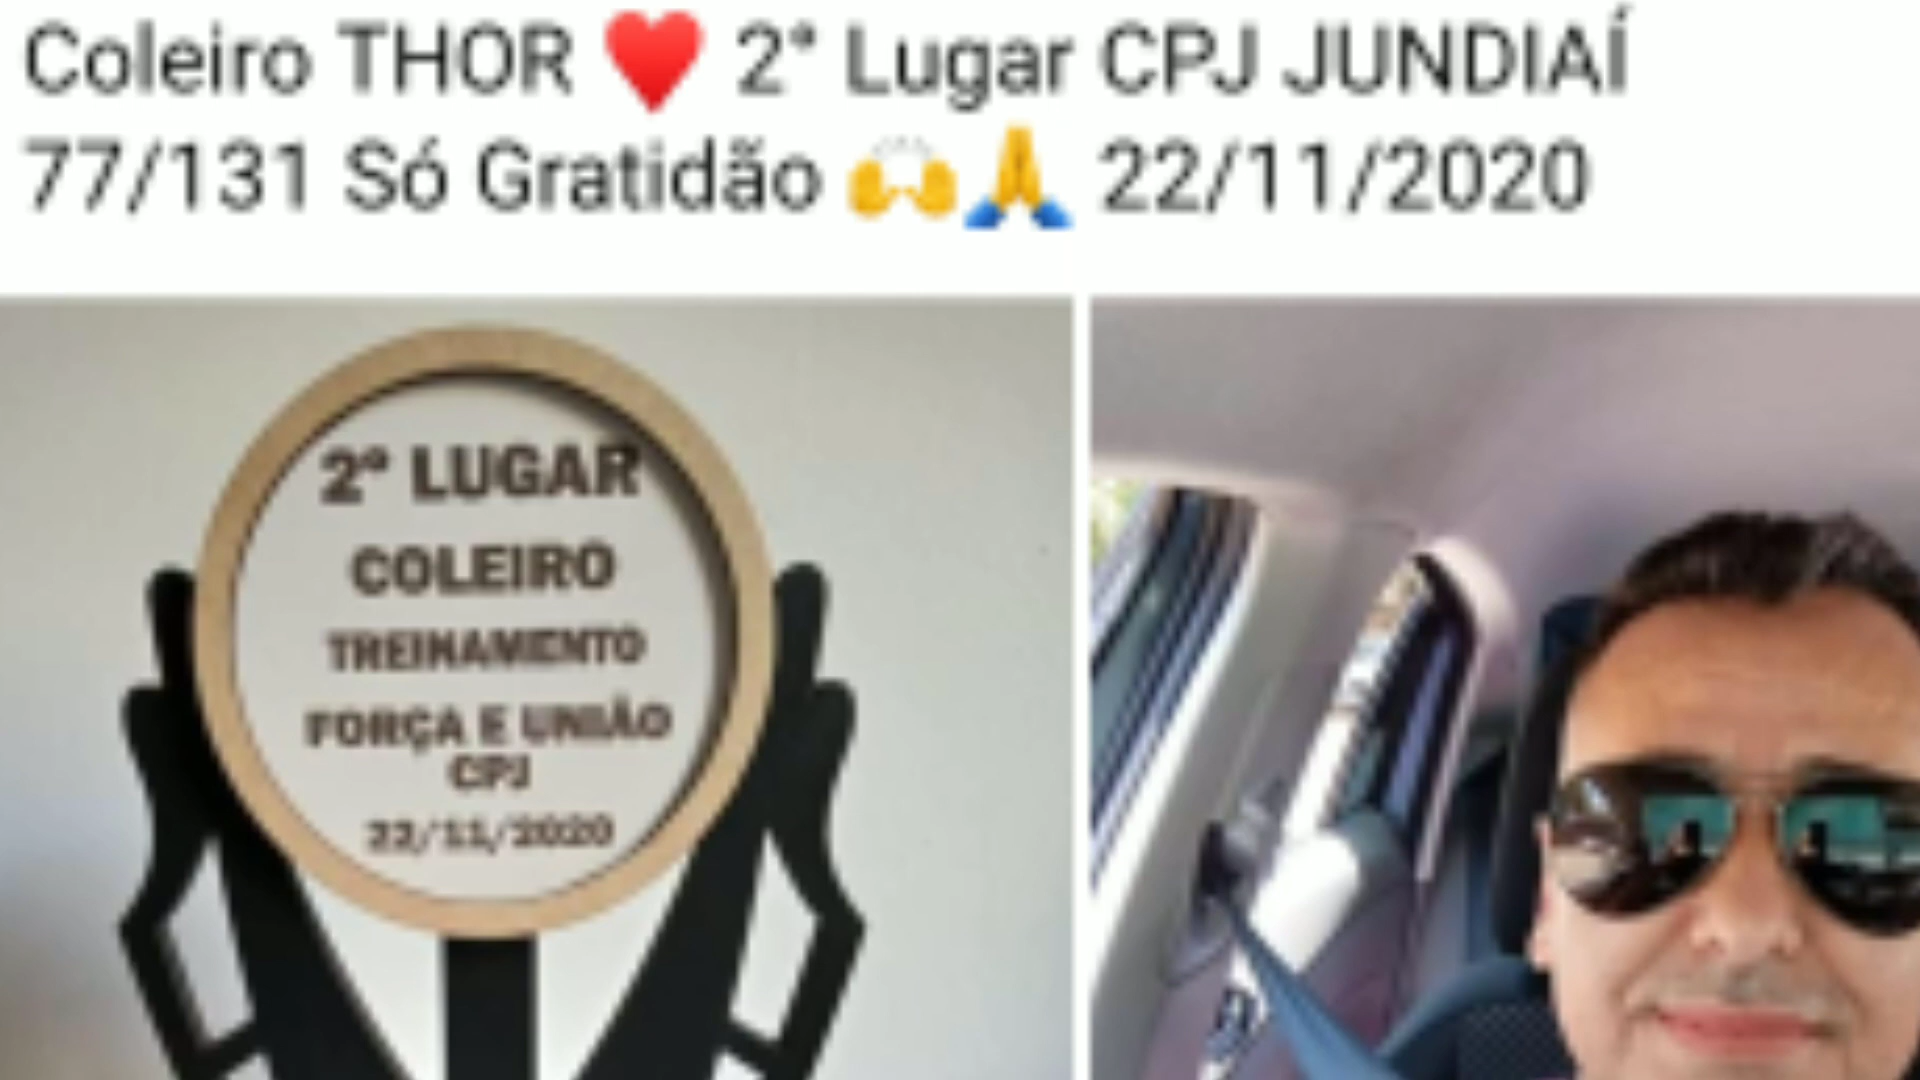 Coleiro THOR ♥️ 2° Lugar CPJ JUNDIAÍ
77/131 Só Gratidão 🙌🙏 22/11/2020
2º LUGAR
COLEIRO
TREINAMENTO
FORÇA E UNIÃO
CPJ
22/11/2020